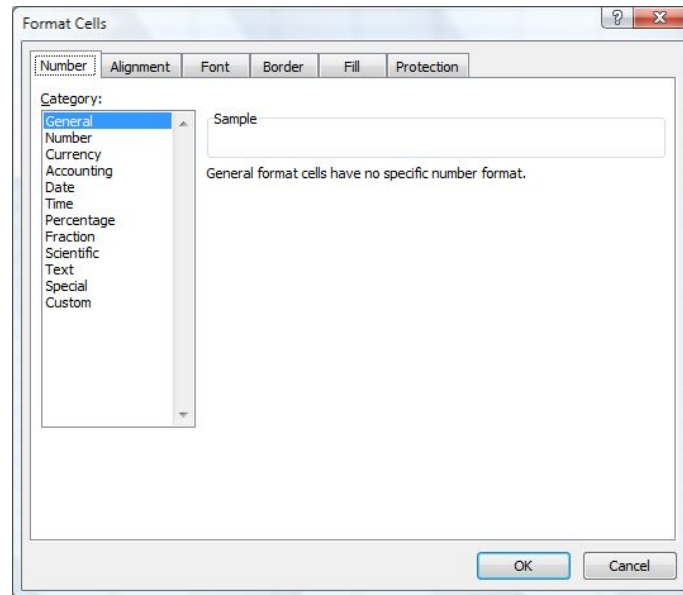 Format Cells
Number Alignment Font Border Fill Protection
Category:
General
Number
Currency
Accounting
Date
Time
Percentage
Fraction
Scientific
Text
Special
Custom
Sample
General format cells have no specific number format.
OK Cancel